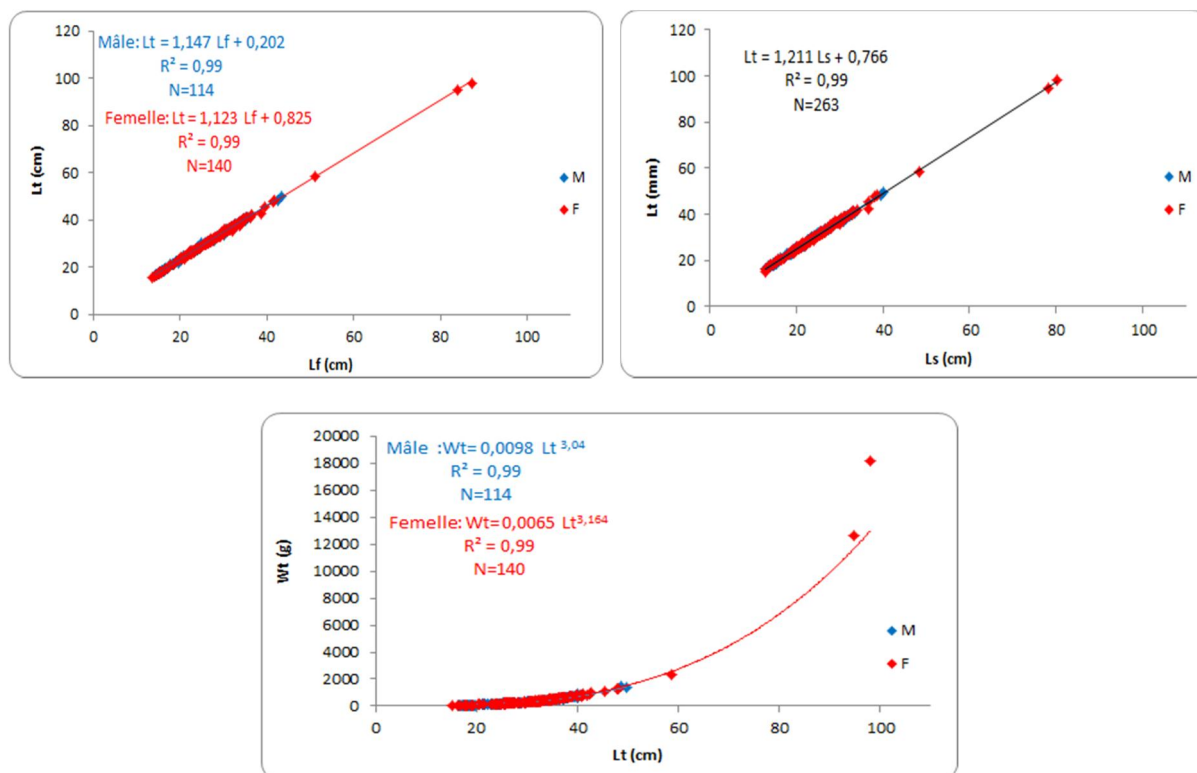 Mâle: Lt = 1,147 Lf + 0,202
R² = 0,99
N=114
Femelle: Lt = 1,123 Lf + 0,825
R² = 0,99
N=140
120
100
80
60
40
20
0
Lt (cm)
0 20 40 60 80 100
Lf (cm)
M
F
Lt = 1,211 Ls + 0,766
R² = 0,99
N=263
120
100
80
60
40
20
0
Lt (mm)
0 20 40 60 80 100
Ls (cm)
M
F
Mâle :Wt= 0,0098 Lt 3,04
R² = 0,99
N=114
Femelle: Wt= 0,0065 Lt3,164
R² = 0,99
N=140
20000
18000
16000
14000
12000
10000
8000
6000
4000
2000
0
Wt (g)
0 20 40 60 80 100
Lt (cm)
M
F